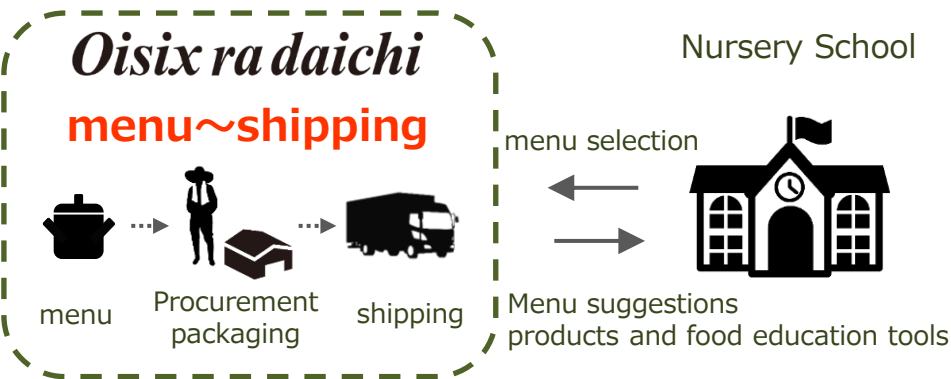 Oisix ra daichi
menu～shipping
menu
Procurement
packaging
shipping
Nursery School
menu selection
Menu suggestions
products and food education tools